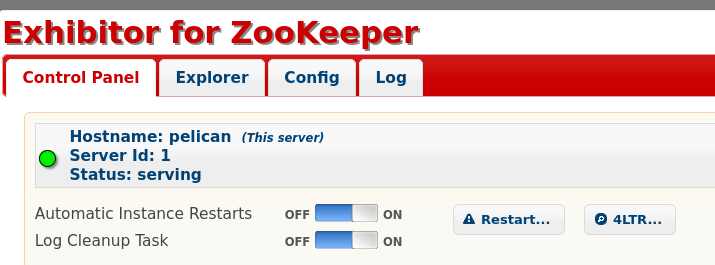 Exhibitor for ZooKeeper
Control Panel Explorer Config Log
Hostname: pelican (This server)
Server Id: 1
Status: serving
Automatic Instance Restarts OFF ON Restart... 4LTR...
Log Cleanup Task OFF ON